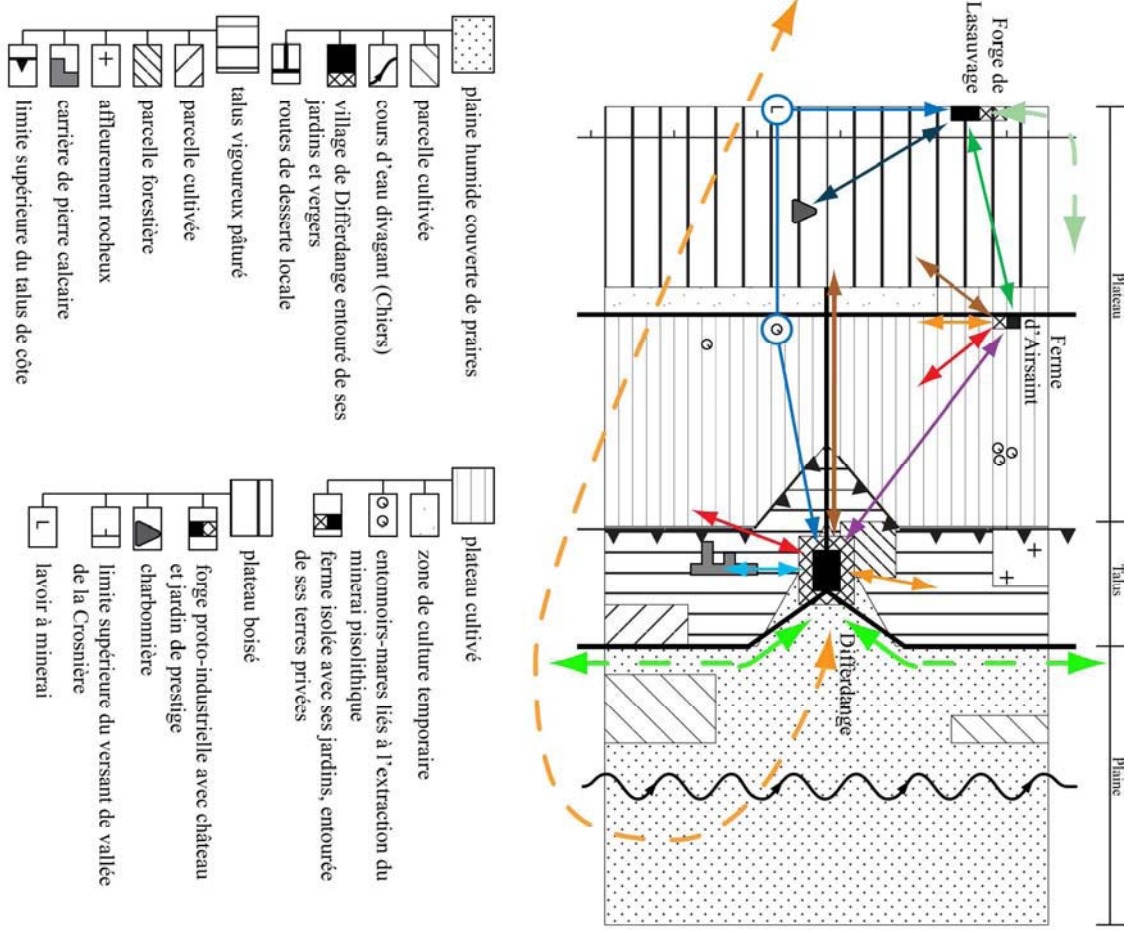 Plateau
Talus
Plaine
Forge de
Lasauvage
Ferme
d'Airsaint
Differdange
L
plaine humide couverte de praires
parcelle cultivée
cours d'eau divagant (Chiers)
village de Differdange entouré de ses
jardins et vergers
routes de desserte locale
talus vigoureux pâturé
parcelle cultivée
parcelle forestière
affleurement rocheux
carrière de pierre calcaire
limite supérieure du talus de côte
plateau cultivé
zone de culture temporaire
entonnoirs-mares liés à l'extraction du
minerai pisolithique
ferme isolée avec ses jardins, entourée
de ses terres privées
plateau boisé
forge proto-industrielle avec château
et jardin de prestige
charbonnière
limite supérieure du versant de vallée
de la Crosnière
L lavoir à minerai